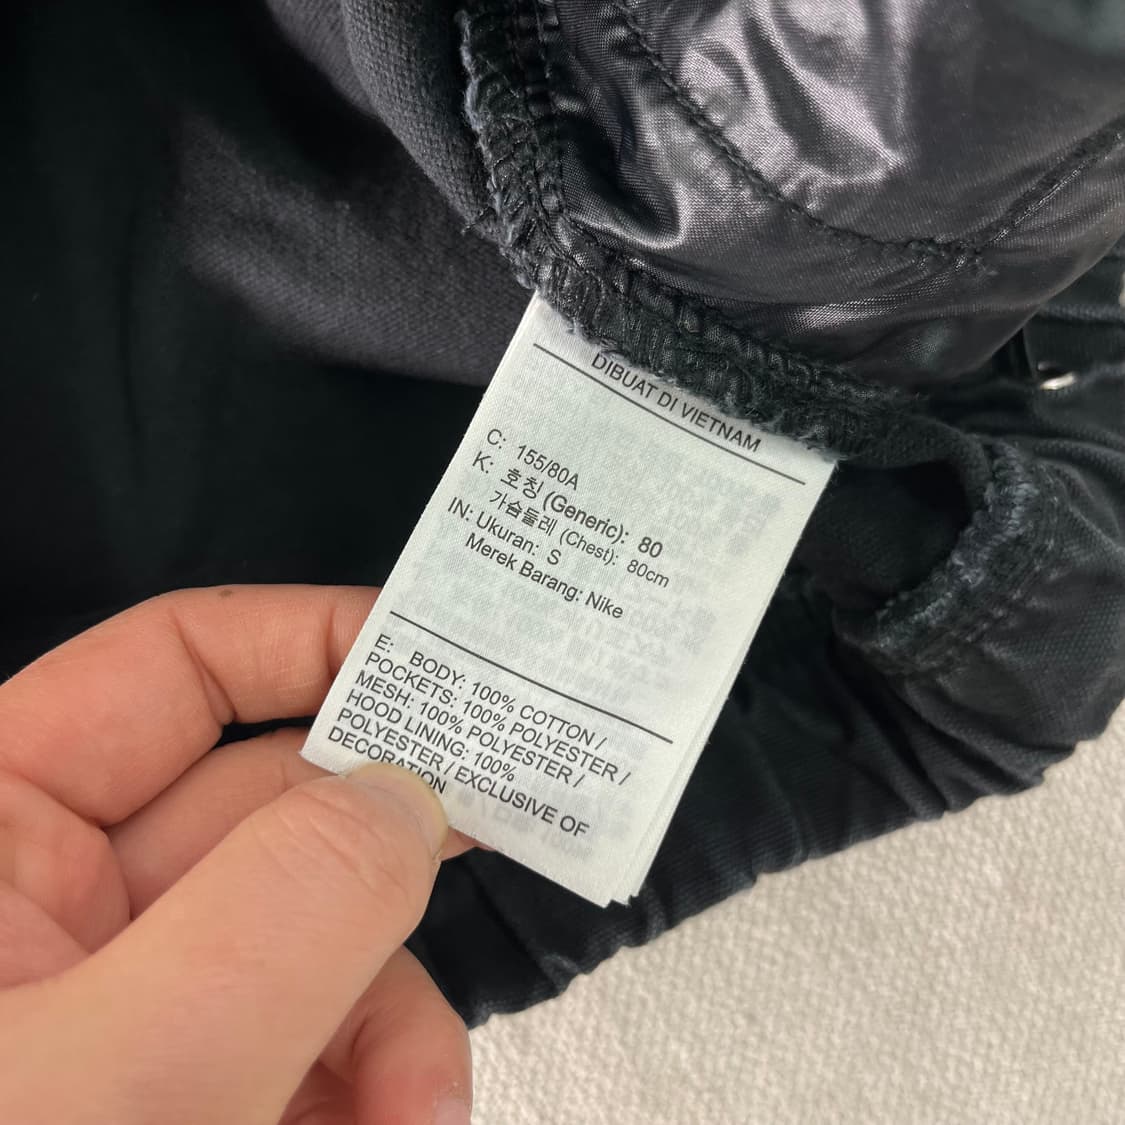 DIBUAT DI VIETNAM
C: 155/80A
K: 호칭 (Generic): 80
가슴둘레 (Chest): 80cm
IN: Ukuran: S
Merek Barang: Nike
E: BODY: 100% COTTON /
POCKETS: 100% POLYESTER /
MESH: 100% POLYESTER /
HOOD LINING: 100%
POLYESTER / EXCLUSIVE OF
DECORATION